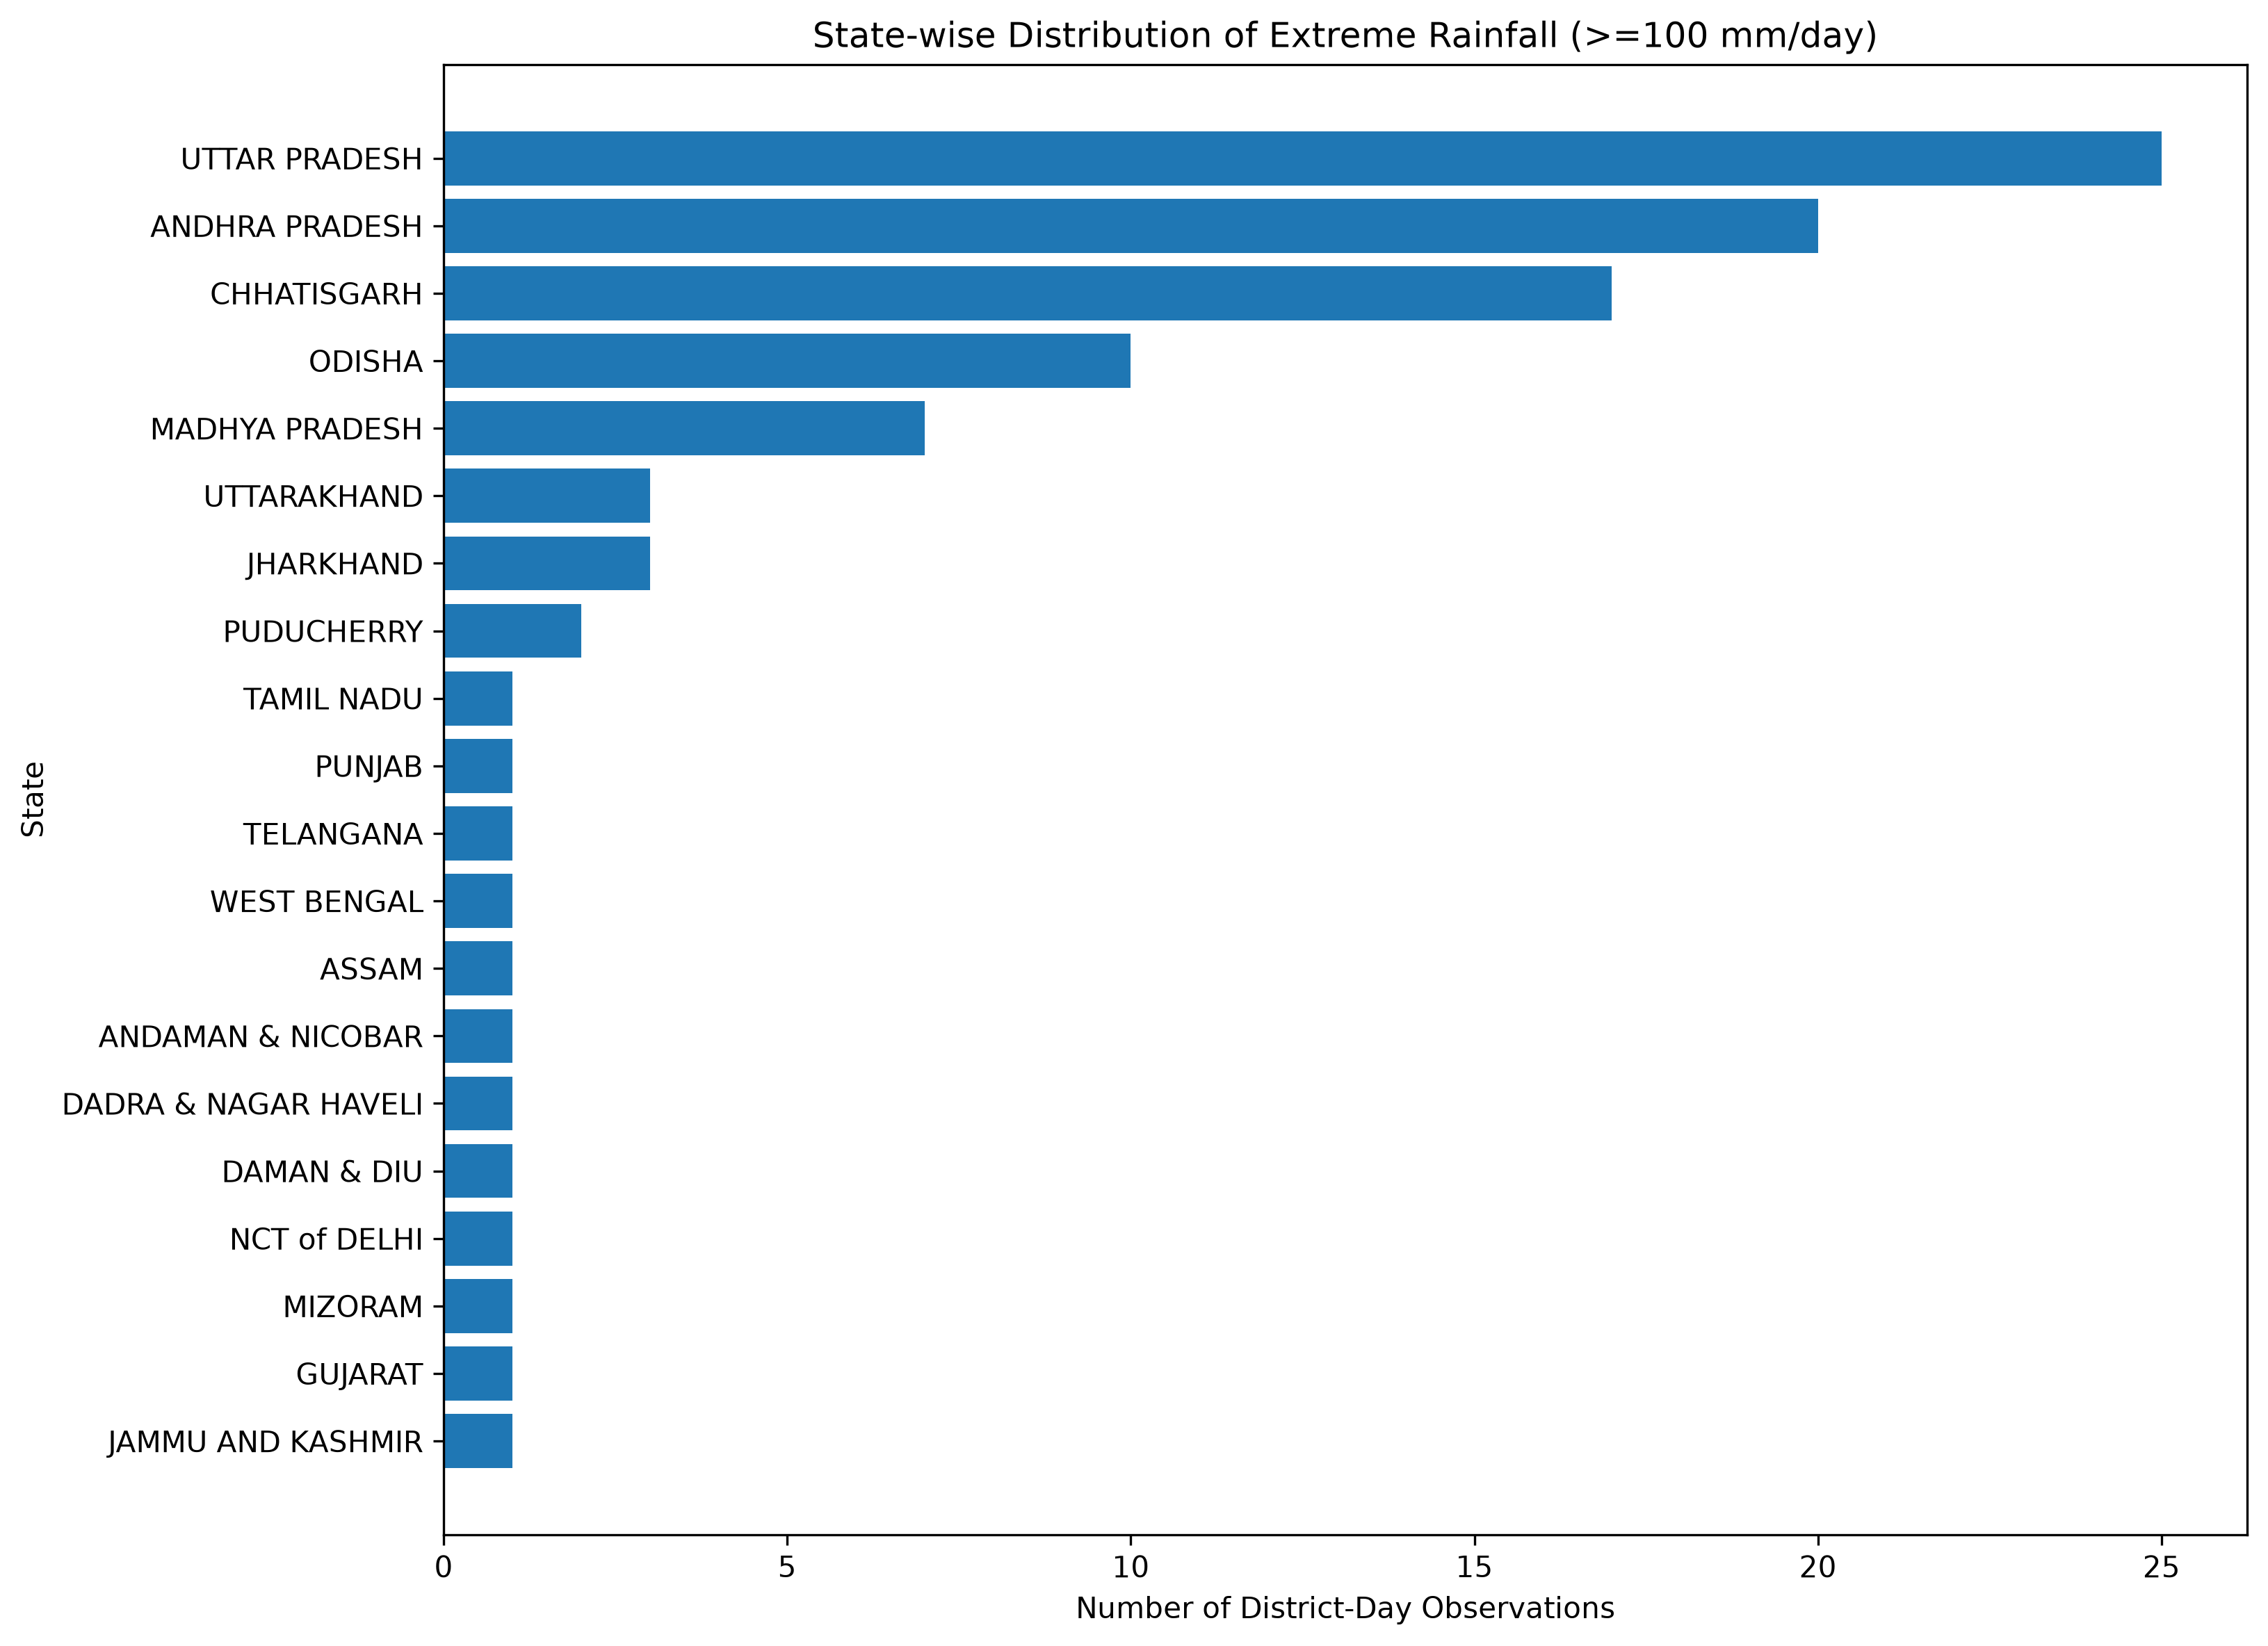 State-wise Distribution of Extreme Rainfall (>=100 mm/day)
UTTAR PRADESH
ANDHRA PRADESH
CHHATISGARH
ODISHA
MADHYA PRADESH
UTTARAKHAND
JHARKHAND
PUDUCHERRY
TAMIL NADU
PUNJAB
TELANGANA
WEST BENGAL
ASSAM
ANDAMAN & NICOBAR
DADRA & NAGAR HAVELI
DAMAN & DIU
NCT of DELHI
MIZORAM
GUJARAT
JAMMU AND KASHMIR
State
0 5 10 15 20 25
Number of District-Day Observations